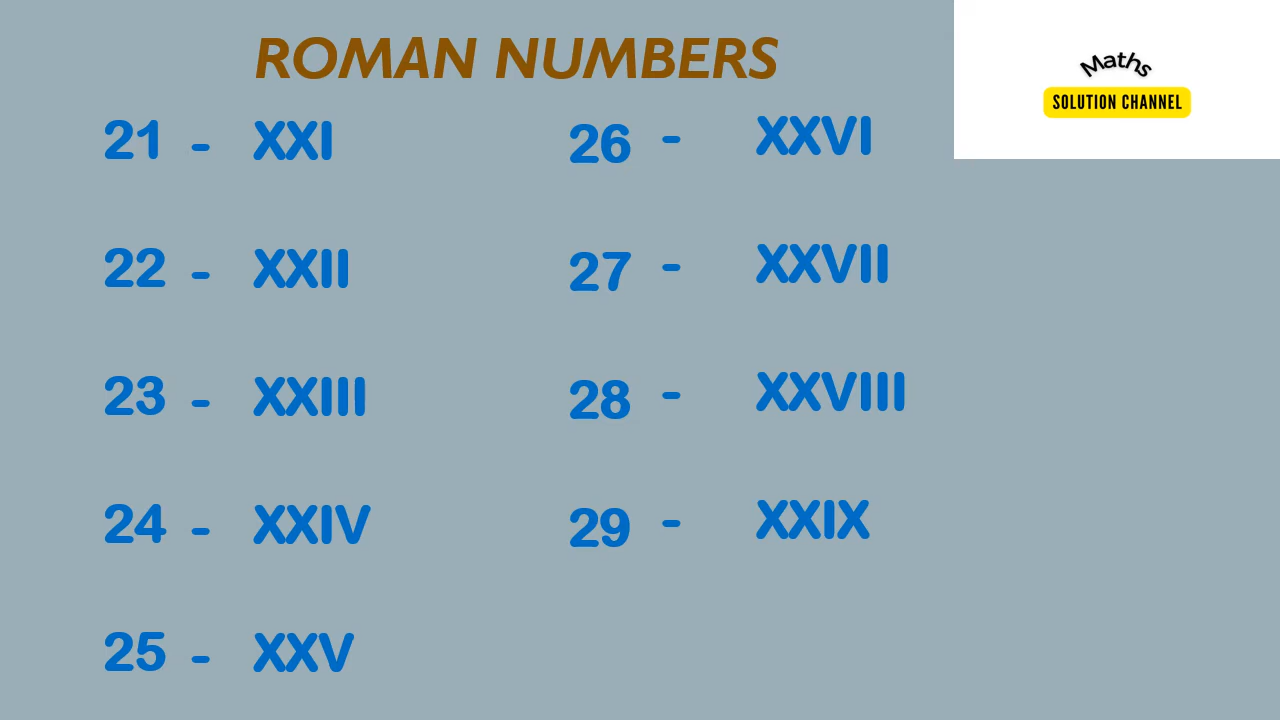 ROMAN NUMBERS
Maths
SOLUTION CHANNEL
21 - XXI
22 - XXII
23 - XXIII
24 - XXIV
25 - XXV
26 - XXVI
27 - XXVII
28 - XXVIII
29 - XXIX